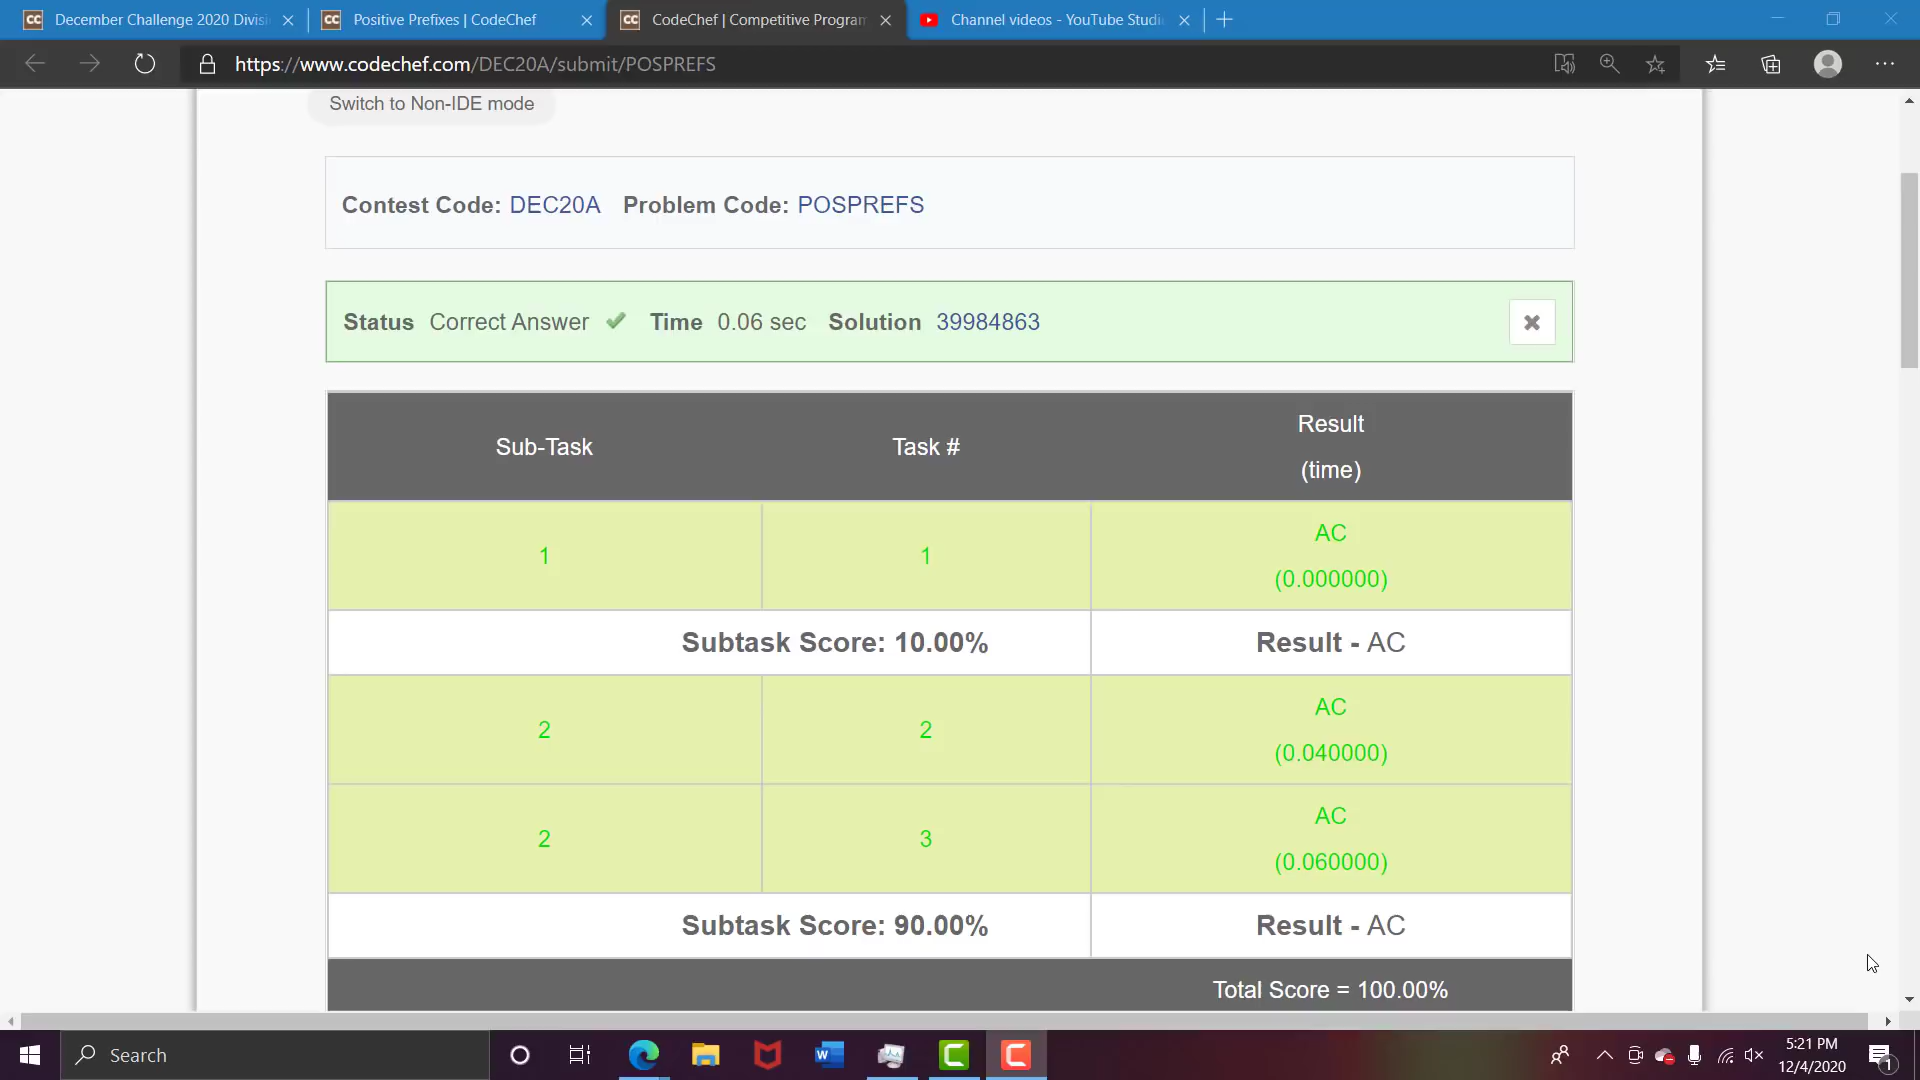 December Challenge 2020 Divisi
Positive Prefixes | CodeChef
CodeChef | Competitive Program
Channel videos - YouTube Studi
https://www.codechef.com/DEC20A/submit/POSPREFS
Switch to Non-IDE mode
Contest Code: DEC20A Problem Code: POSPREFS
Status Correct Answer Time 0.06 sec Solution 39984863
Sub-Task
Task #
Result
(time)
1
1
AC
(0.000000)
Subtask Score: 10.00%
Result - AC
2
2
AC
(0.040000)
2
3
AC
(0.060000)
Subtask Score: 90.00%
Result - AC
Total Score = 100.00%
Search
5:21 PM
12/4/2020
1